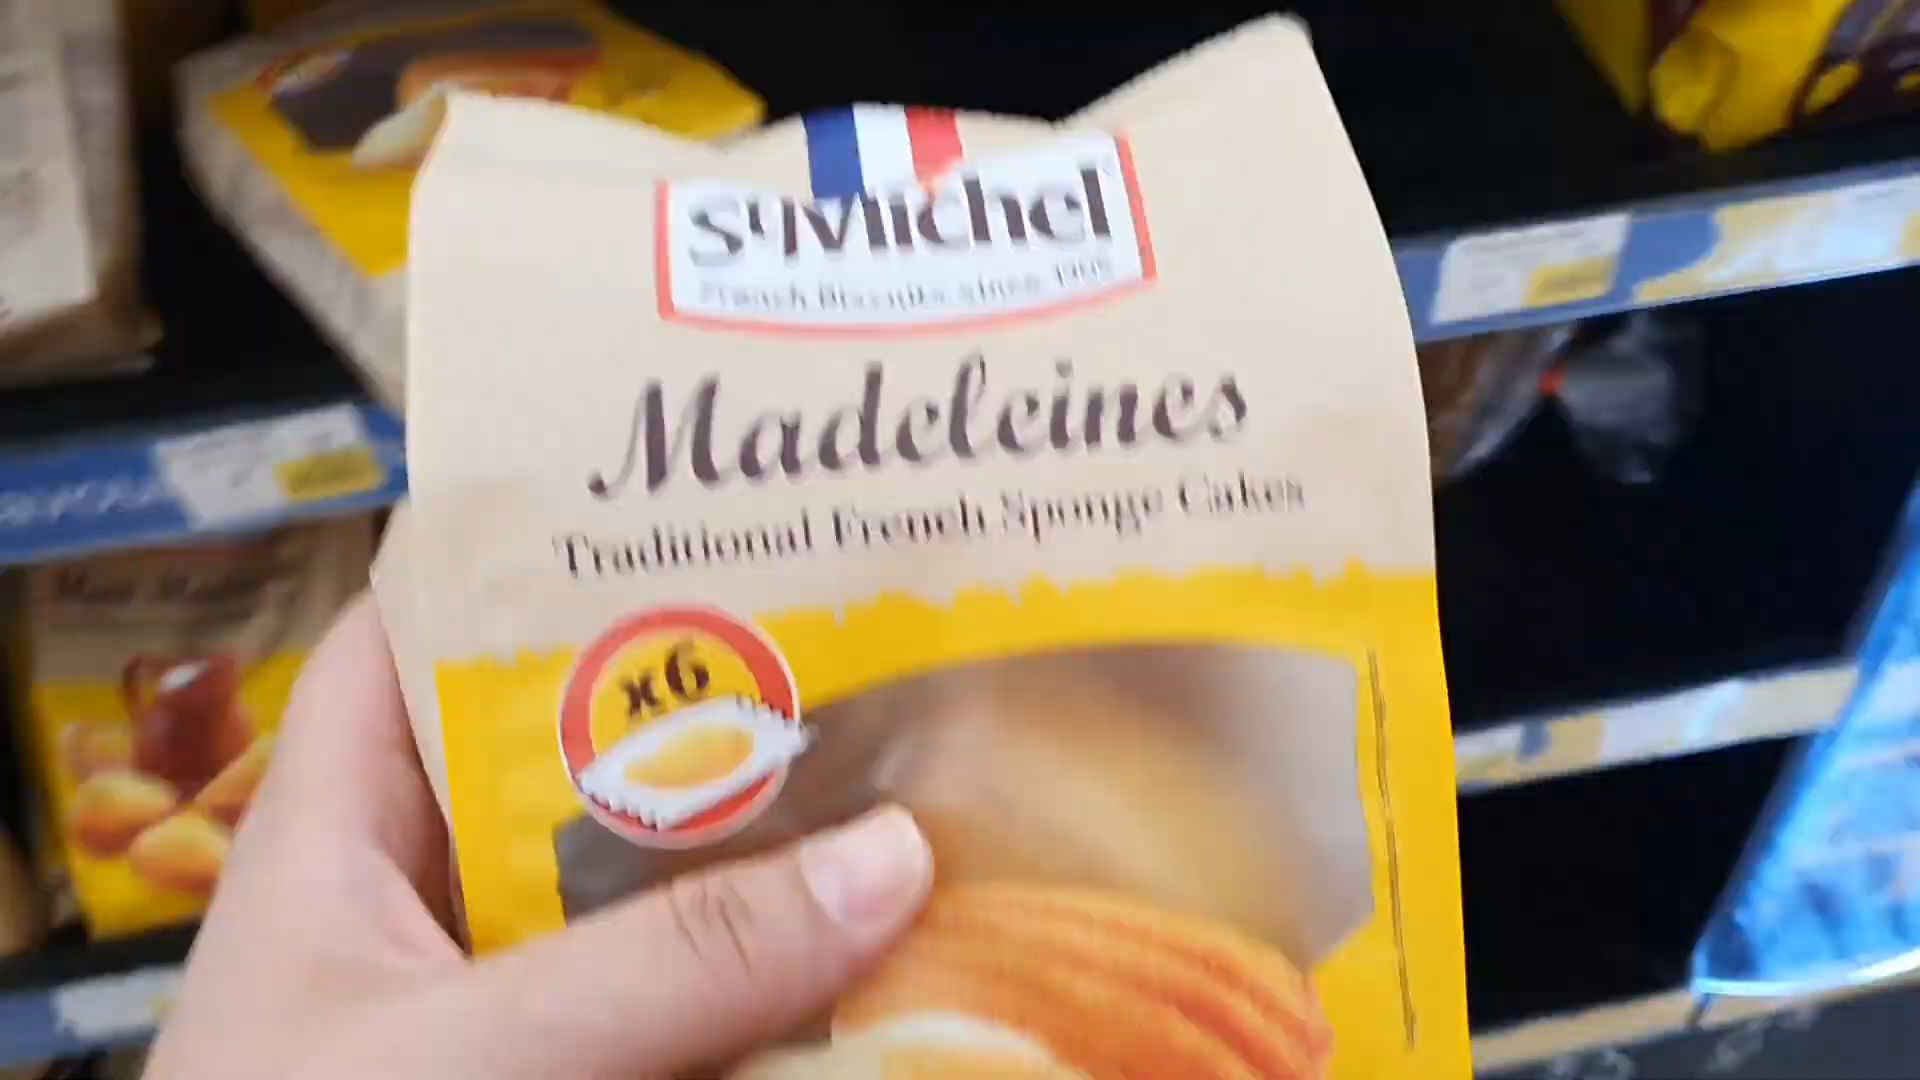 St Michel
French Biscuits since 1905
Madeleines
Traditional French Sponge Cakes
x6